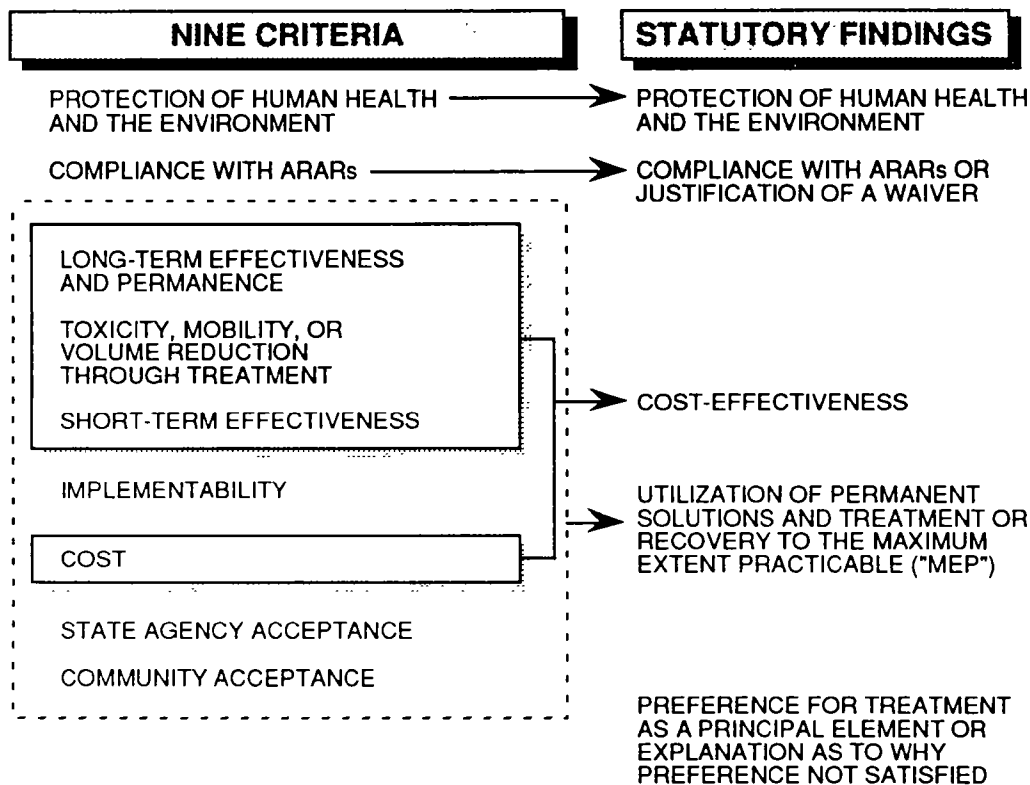 NINE CRITERIA
PROTECTION OF HUMAN HEALTH
AND THE ENVIRONMENT
COMPLIANCE WITH ARARs
LONG-TERM EFFECTIVENESS
AND PERMANENCE
TOXICITY, MOBILITY, OR
VOLUME REDUCTION
THROUGH TREATMENT
SHORT-TERM EFFECTIVENESS
IMPLEMENTABILITY
COST
STATE AGENCY ACCEPTANCE
COMMUNITY ACCEPTANCE
STATUTORY FINDINGS
PROTECTION OF HUMAN HEALTH
AND THE ENVIRONMENT
COMPLIANCE WITH ARARs OR
JUSTIFICATION OF A WAIVER
COST-EFFECTIVENESS
UTILIZATION OF PERMANENT
SOLUTIONS AND TREATMENT OR
RECOVERY TO THE MAXIMUM
EXTENT PRACTICABLE ("MEP")
PREFERENCE FOR TREATMENT
AS A PRINCIPAL ELEMENT OR
EXPLANATION AS TO WHY
PREFERENCE NOT SATISFIED